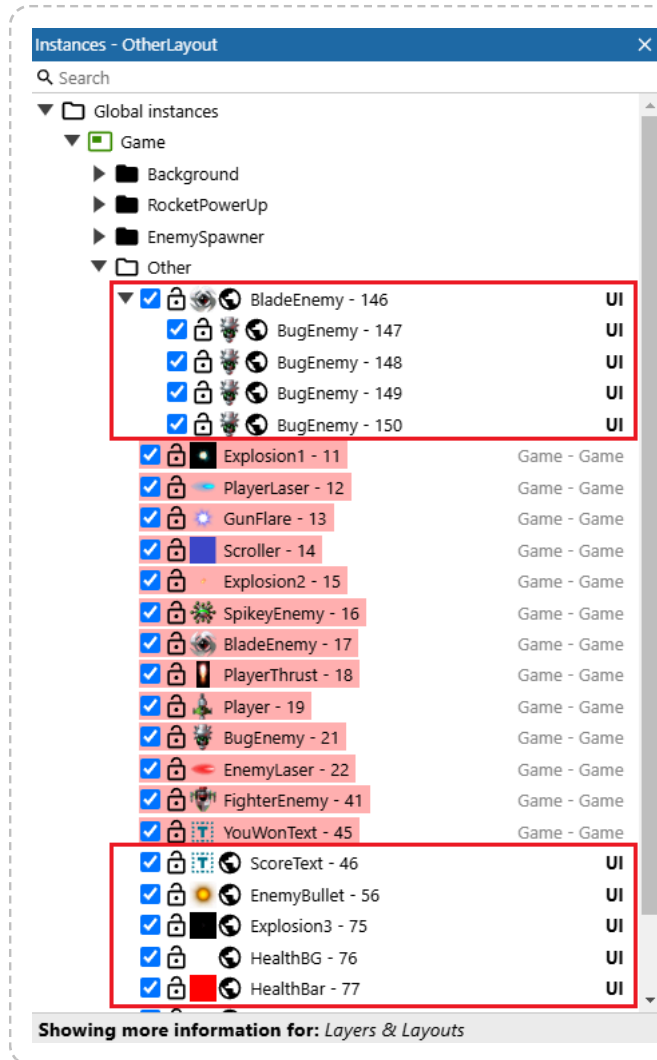 Instances - OtherLayout
Search
Global instances
Game
Background
RocketPowerUp
EnemySpawner
Other
BladeEnemy - 146 UI
BugEnemy - 147 UI
BugEnemy - 148 UI
BugEnemy - 149 UI
BugEnemy - 150 UI
Explosion1 - 11 Game - Game
PlayerLaser - 12 Game - Game
GunFlare - 13 Game - Game
Scroller - 14 Game - Game
Explosion2 - 15 Game - Game
SpikeyEnemy - 16 Game - Game
BladeEnemy - 17 Game - Game
PlayerThrust - 18 Game - Game
Player - 19 Game - Game
BugEnemy - 21 Game - Game
EnemyLaser - 22 Game - Game
FighterEnemy - 41 Game - Game
YouWonText - 45 Game - Game
ScoreText - 46 UI
EnemyBullet - 56 UI
Explosion3 - 75 UI
HealthBG - 76 UI
HealthBar - 77 UI
Showing more information for: Layers & Layouts